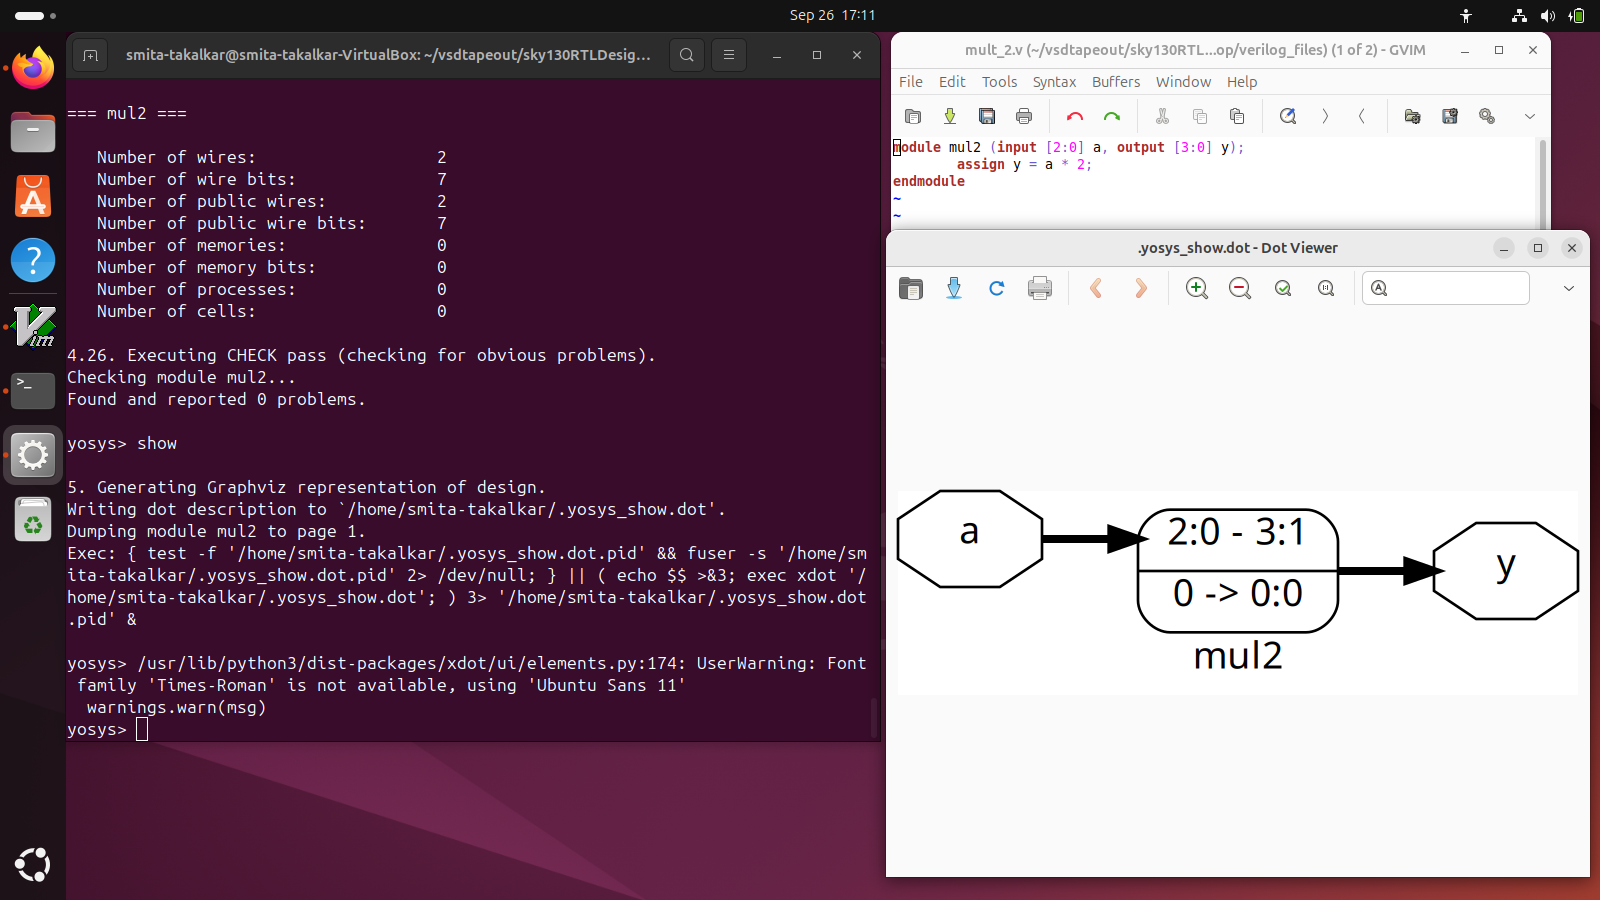 Sep 26 17:11
smita-takalkar@smita-takalkar-VirtualBox: ~/vsdtapeout/sky130RTLDesig...
=== mul2 ===
Number of wires: 2
Number of wire bits: 7
Number of public wires: 2
Number of public wire bits: 7
Number of memories: 0
Number of memory bits: 0
Number of processes: 0
Number of cells: 0
4.26. Executing CHECK pass (checking for obvious problems).
Checking module mul2...
Found and reported 0 problems.
yosys> show
5. Generating Graphviz representation of design.
Writing dot description to `/home/smita-takalkar/.yosys_show.dot'.
Dumping module mul2 to page 1.
Exec: { test -f '/home/smita-takalkar/.yosys_show.dot.pid' && fuser -s '/home/sm
ita-takalkar/.yosys_show.dot.pid' 2> /dev/null; } || ( echo $$ >&3; exec xdot '/
home/smita-takalkar/.yosys_show.dot'; ) 3> '/home/smita-takalkar/.yosys_show.dot
.pid' &
yosys> /usr/lib/python3/dist-packages/xdot/ui/elements.py:174: UserWarning: Font
family 'Times-Roman' is not available, using 'Ubuntu Sans 11'
warnings.warn(msg)
yosys>
mult_2.v (~/vsdtapeout/sky130RTL...op/verilog_files) (1 of 2) - GVIM
File Edit Tools Syntax Buffers Window Help
module mul2 (input [2:0] a, output [3:0] y);
assign y = a * 2;
endmodule
~
~
.yosys_show.dot - Dot Viewer
a
2:0 - 3:1
0 -> 0:0
mul2
y